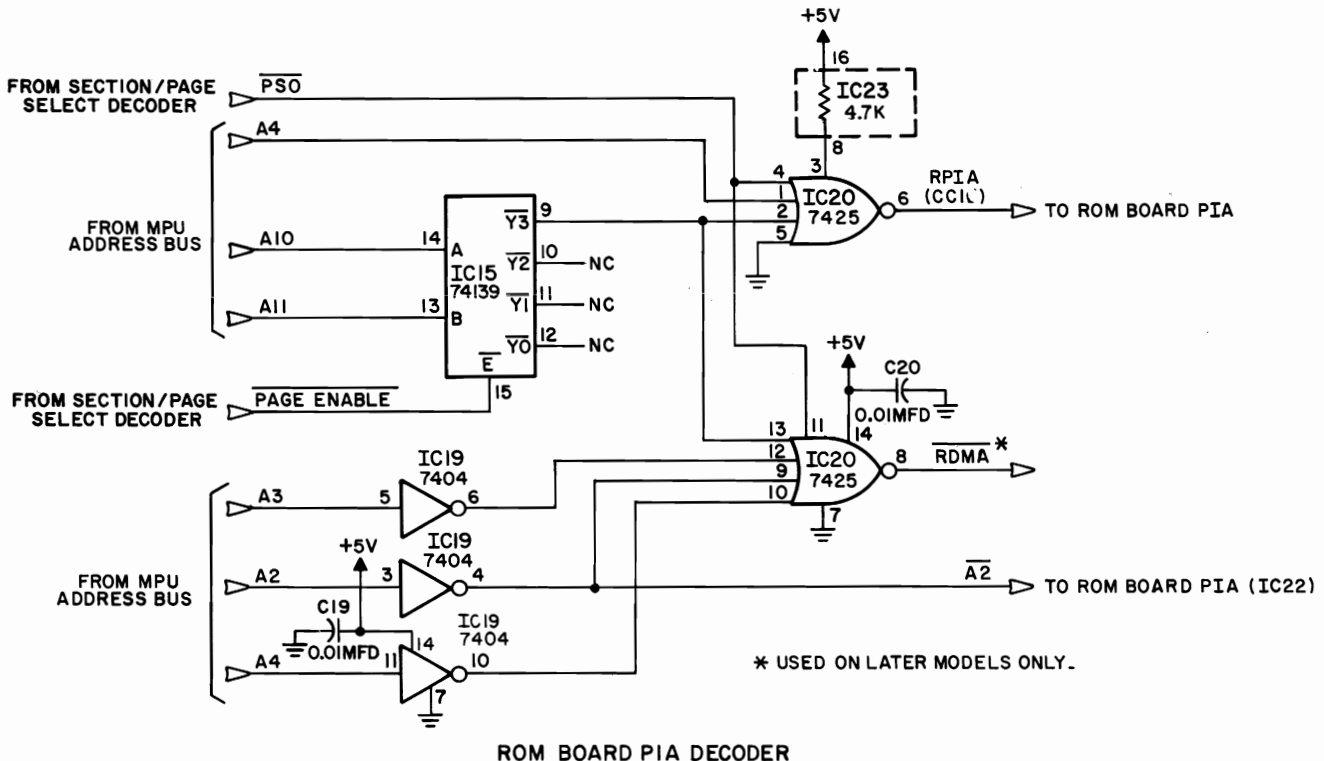 +5V
16
FROM SECTION/PAGE
SELECT DECODER
PS0
IC23
4.7K
A4
8
3
4
1
2
5
IC20
7425
6
RPIA
(CCIC)
TO ROM BOARD PIA
FROM MPU
ADDRESS BUS
A10
14
A
Y3
9
IC15
74139
Y2
10
NC
A11
13
B
Y1
11
NC
Y0
12
NC
E
15
FROM SECTION/PAGE
SELECT DECODER
PAGE ENABLE
+5V
C20
0.01MFD
13
11
14
12
9
10
IC20
7425
8
RDMA *
7
IC19
7404
A3
5
6
FROM MPU
ADDRESS BUS
+5V
IC19
7404
A2
3
4
A2
TO ROM BOARD PIA (IC22)
C19
0.01MFD
14
IC19
7404
A4
11
10
7
* USED ON LATER MODELS ONLY.
ROM BOARD PIA DECODER